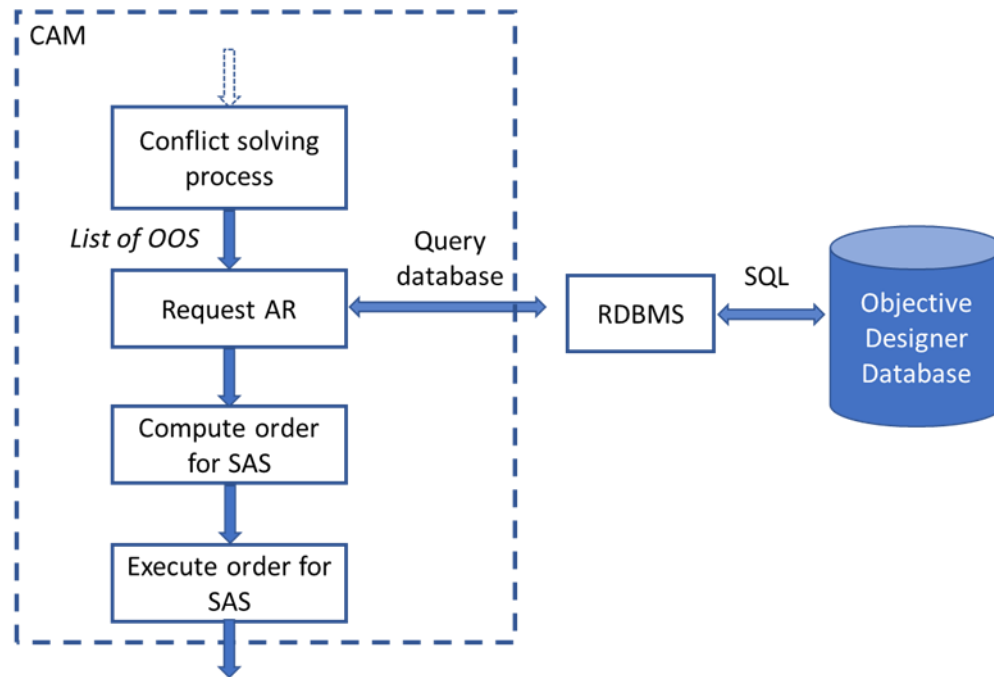 CAM
Conflict solving
process
List of OOS
Request AR
Query
database
RDBMS
SQL
Objective
Designer
Database
Compute order
for SAS
Execute order for
SAS